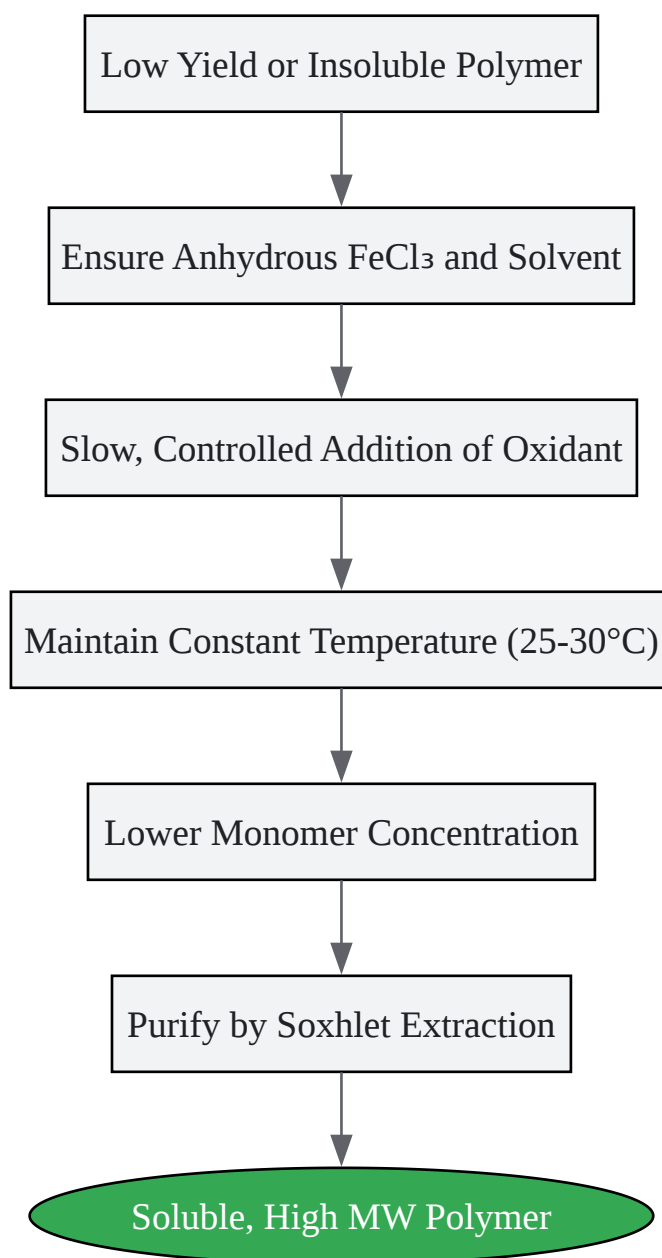 Low Yield or Insoluble Polymer
Ensure Anhydrous FeCl₃ and Solvent
Slow, Controlled Addition of Oxidant
Maintain Constant Temperature (25-30°C)
Lower Monomer Concentration
Purify by Soxhlet Extraction
Soluble, High MW Polymer